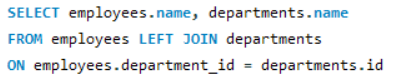 SELECT employees.name, departments.name
FROM employees LEFT JOIN departments
ON employees.department_id = departments.id